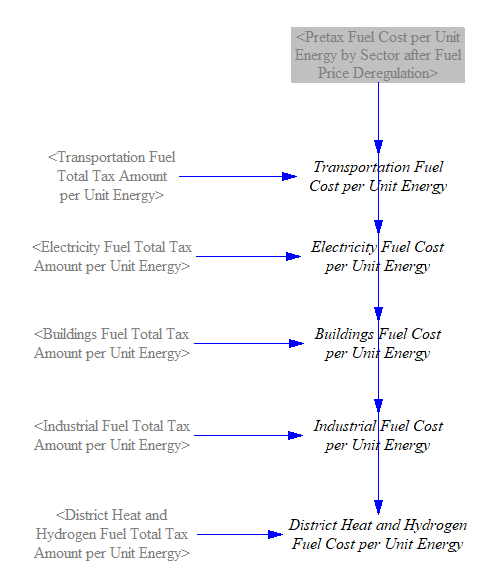 <Pretax Fuel Cost per Unit
Energy by Sector after Fuel
Price Deregulation>
<Transportation Fuel
Total Tax Amount
per Unit Energy>
Transportation Fuel
Cost per Unit Energy
<Electricity Fuel Total Tax
Amount per Unit Energy>
Electricity Fuel Cost
per Unit Energy
<Buildings Fuel Total Tax
Amount per Unit Energy>
Buildings Fuel Cost
per Unit Energy
<Industrial Fuel Total Tax
Amount per Unit Energy>
Industrial Fuel Cost
per Unit Energy
<District Heat and
Hydrogen Fuel Total Tax
Amount per Unit Energy>
District Heat and Hydrogen
Fuel Cost per Unit Energy